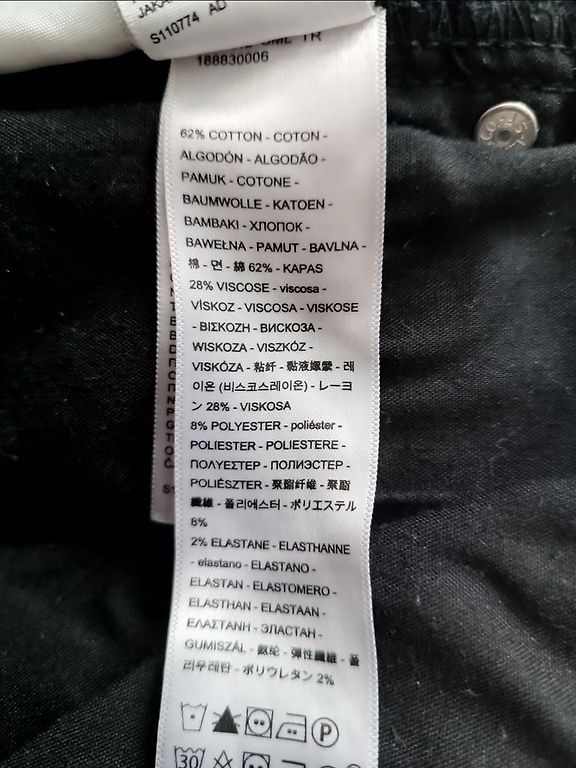 S110774 AD
188830006
62% COTTON - COTON -
ALGODÓN - ALGODÃO -
PAMUK - COTONE -
BAUMWOLLE - KATOEN -
BAMBAKI - ХЛОПОК -
BAWEŁNA - PAMUT - BAVLNA -
棉 - 면 - 綿 62% - KAPAS
28% VISCOSE - viscosa -
VİSKOZ - VISCOSA - VISKOSE
- ΒΙΣΚΟΖΗ - ВИСКОЗА -
WISKOZA - VISZKÓZ -
VISKÓZA - 粘纤 - 黏液嫘縈 - 레
이온 (비스코스레이온) - レーヨ
ン 28% - VISKOSA
8% POLYESTER - poliéster -
POLIESTER - POLIESTERE -
ΠΟΛΥΕΣΤΕΡ - ПОЛИЭСТЕР -
POLIÉSZTER - 聚酯纤维 - 聚酯
纖維 - 폴리에스터 - ポリエステル
8%
2% ELASTANE - ELASTHANNE
- elastano - ELASTANO -
ELASTAN - ELASTOMERO -
ELASTHAN - ELASTAAN -
ΕΛΑΣΤΑΝΗ - ЭЛАСТАН -
GUMISZÁL - 氨纶 - 彈性纖維 - 폴
리우레탄 - ポリウレタン 2%
P
30